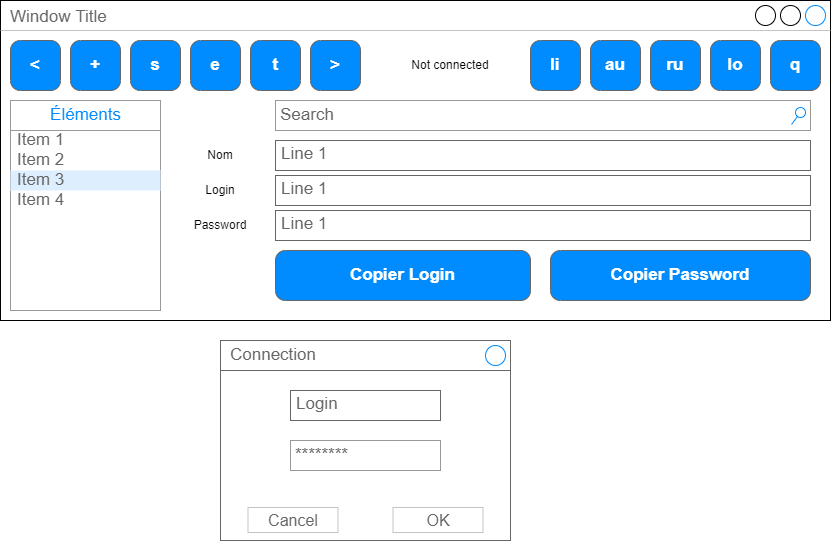 Window Title
< + s e t > Not connected li au ru lo q
Éléments
Item 1
Item 2
Item 3
Item 4
Search
Nom Line 1
Login Line 1
Password Line 1
Copier Login Copier Password
Connection
Login
********
Cancel OK